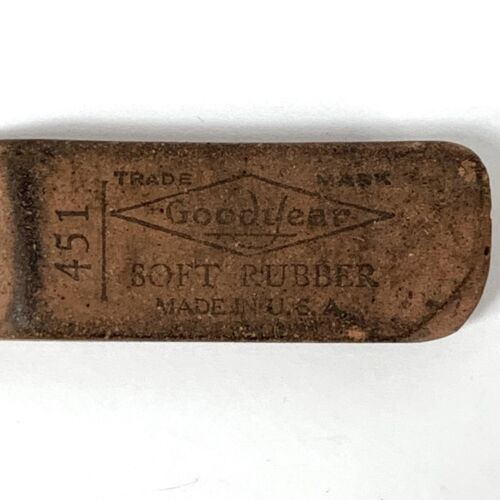 451
TRADE MARK
GoodYear
SOFT RUBBER
MADE IN U.S.A.